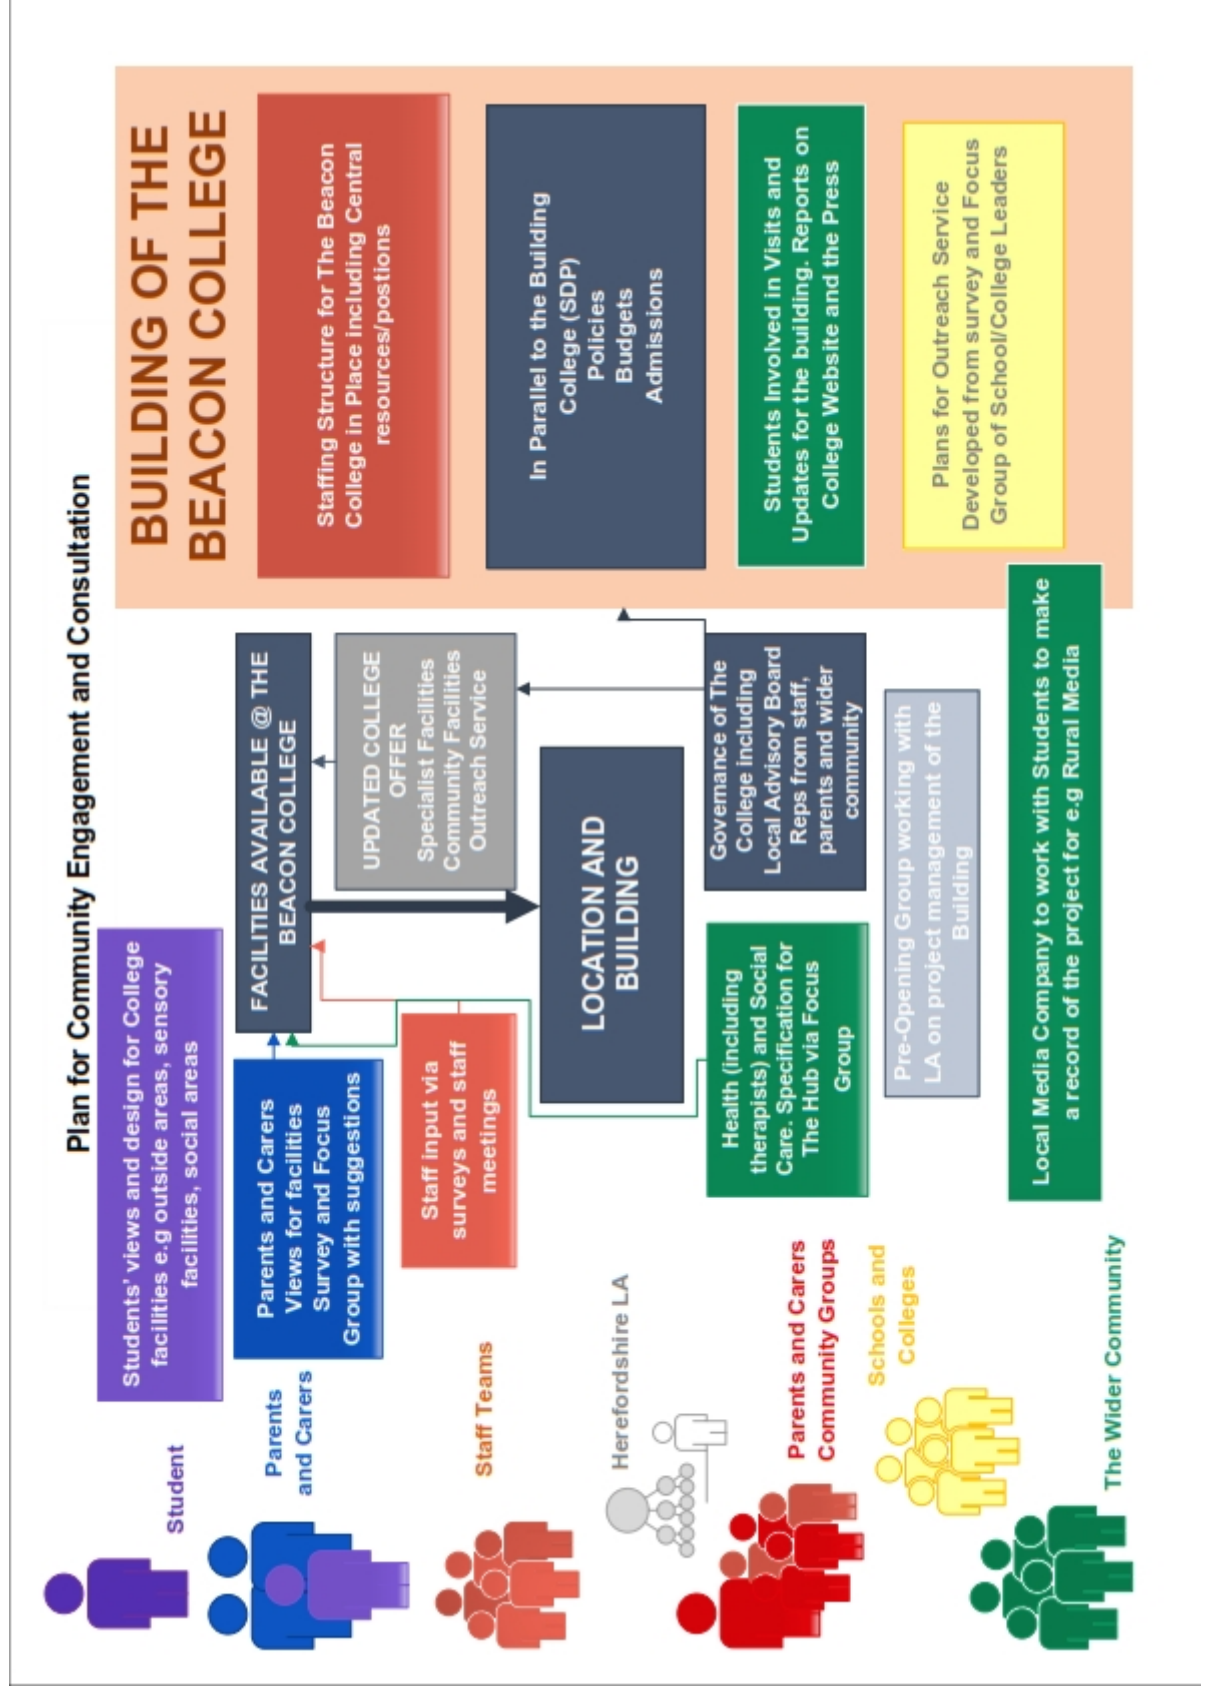 Plan for Community Engagement and Consultation
Student
Students' views and design for College
facilities e.g outside areas, sensory
facilities, social areas
Parents
and Carers
Parents and Carers
Views for facilities
Survey and Focus
Group with suggestions
FACILITIES AVAILABLE @ THE
BEACON COLLEGE
Staff Teams
Staff input via
surveys and staff
meetings
UPDATED COLLEGE
OFFER
Specialist Facilities
Community Facilities
Outreach Service
Herefordshire LA
LOCATION AND
BUILDING
Parents and Carers
Community Groups
Health (including
therapists) and Social
Care. Specification for
The Hub via Focus
Group
Governance of The
College including
Local Advisory Board
Reps from staff,
parents and wider
community
Schools and
Colleges
Pre-Opening Group working with
LA on project management of the
Building
The Wider Community
Local Media Company to work with Students to make
a record of the project for e.g Rural Media
BUILDING OF THE
BEACON COLLEGE
Staffing Structure for The Beacon
College in Place including Central
resources/postions
In Parallel to the Building
College (SDP)
Policies
Budgets
Admissions
Students Involved in Visits and
Updates for the building. Reports on
College Website and the Press
Plans for Outreach Service
Developed from survey and Focus
Group of School/College Leaders